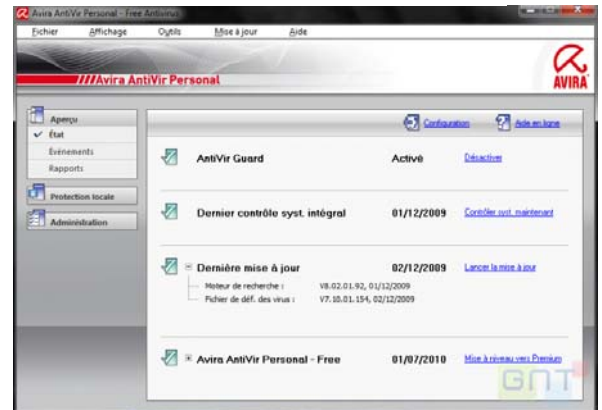 Avira AntiVir Personal - Free Antivirus
Fichier Affichage Outils Mise à jour Aide
////Avira AntiVir Personal
AVIRA
Aperçu
État
Evénements
Rapports
Protection locale
Administration
Configuration Aide en ligne
AntiVir Guard Activé Désactiver
Dernier contrôle syst. intégral 01/12/2009 Contrôler syst. maintenant
Dernière mise à jour 02/12/2009 Lancer la mise à jour
Moteur de recherche : V8.02.01.92, 01/12/2009
Fichier de déf. des virus : V7.10.01.154, 02/12/2009
Avira AntiVir Personal - Free 01/07/2010 Mise à niveau vers Premium
GNT